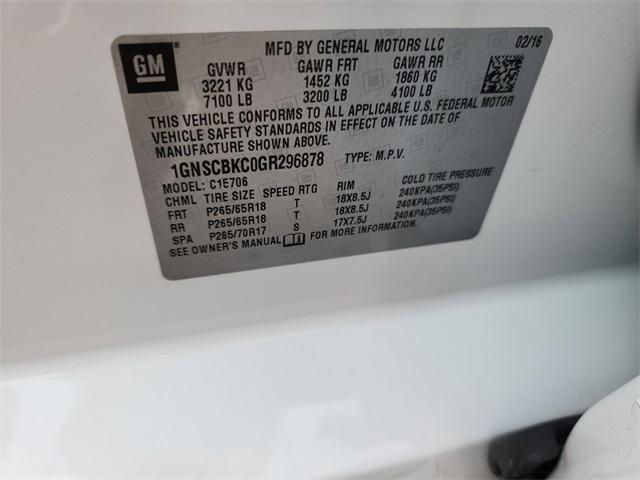 GM
MFD BY GENERAL MOTORS LLC 02/16
GVWR GAWR FRT GAWR RR
3221 KG 1452 KG 1860 KG
7100 LB 3200 LB 4100 LB
THIS VEHICLE CONFORMS TO ALL APPLICABLE U.S. FEDERAL MOTOR
VEHICLE SAFETY STANDARDS IN EFFECT ON THE DATE OF
MANUFACTURE SHOWN ABOVE.
1GNSCBKC0GR296878 TYPE: M.P.V.
MODEL: C15706
CHML TIRE SIZE SPEED RTG RIM COLD TIRE PRESSURE
FRT P265/65R18 T 18X8.5J 240KPA(35PSI)
RR P265/65R18 T 18X8.5J 240KPA(35PSI)
SPA P265/70R17 S 17X7.5J 240KPA(35PSI)
SEE OWNER'S MANUAL FOR MORE INFORMATION.